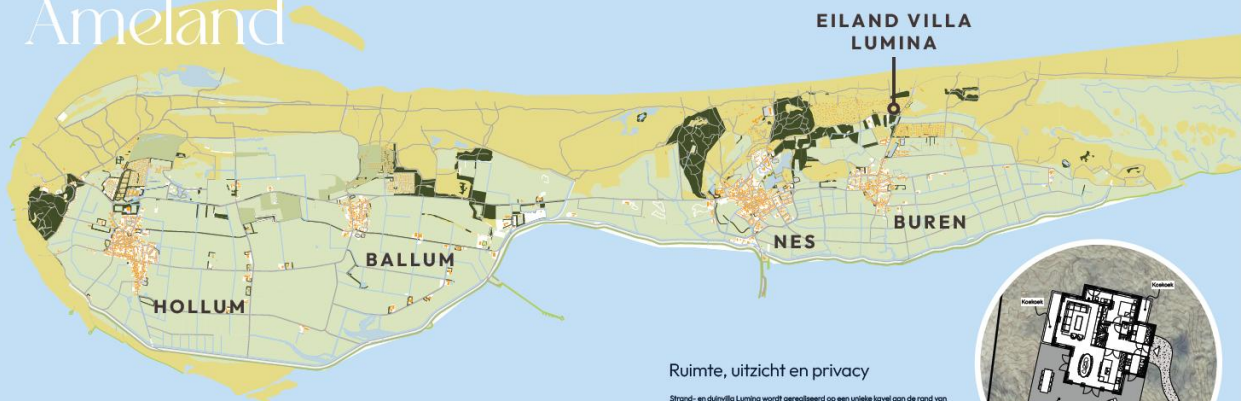 Ameland
EILAND VILLA
LUMINA
HOLLUM
BALLUM
NES
BUREN
Koekoek
Koekoek
Ruimte, uitzicht en privacy
Strand- en duinvilla Lumina wordt gerealiseerd op een unieke kavel aan de rand van